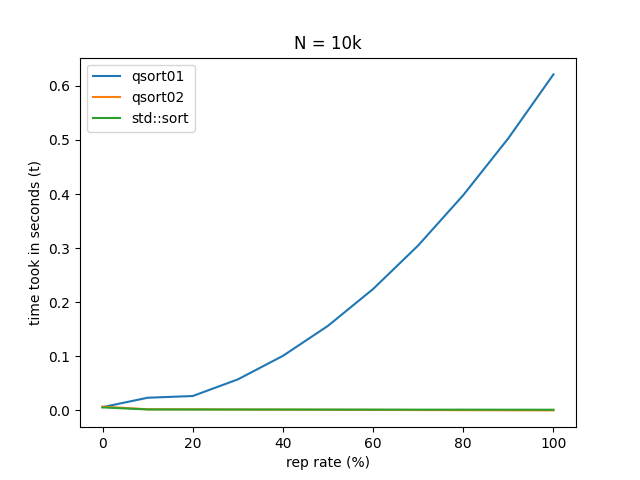 N = 10k
qsort01
qsort02
std::sort
time took in seconds (t)
0.6
0.5
0.4
0.3
0.2
0.1
0.0
0 20 40 60 80 100
rep rate (%)